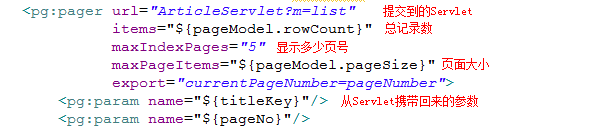 <pg:pager url="ArticleServlet?m=list" 提交到的Servlet
items="${pageModel.rowCount}" 总记录数
maxIndexPages="5" 显示多少页号
maxPageItems="${pageModel.pageSize}" 页面大小
export="currentPageNumber=pageNumber">
<pg:param name="${titleKey}"/> 从Servlet携带回来的参数
<pg:param name="${pageNo}"/>